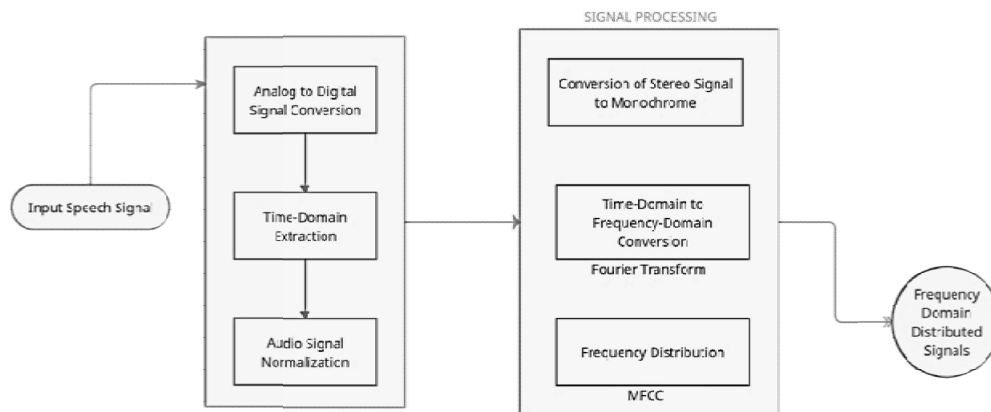 SIGNAL PROCESSING
Analog to Digital
Signal Conversion
Conversion of Stereo Signal
to Monochrome
Input Speech Signal
Time-Domain
Extraction
Time-Domain to
Frequency-Domain
Conversion
Fourier Transform
Frequency
Domain
Distributed
Signals
Audio Signal
Normalization
Frequency Distribution
MFCC